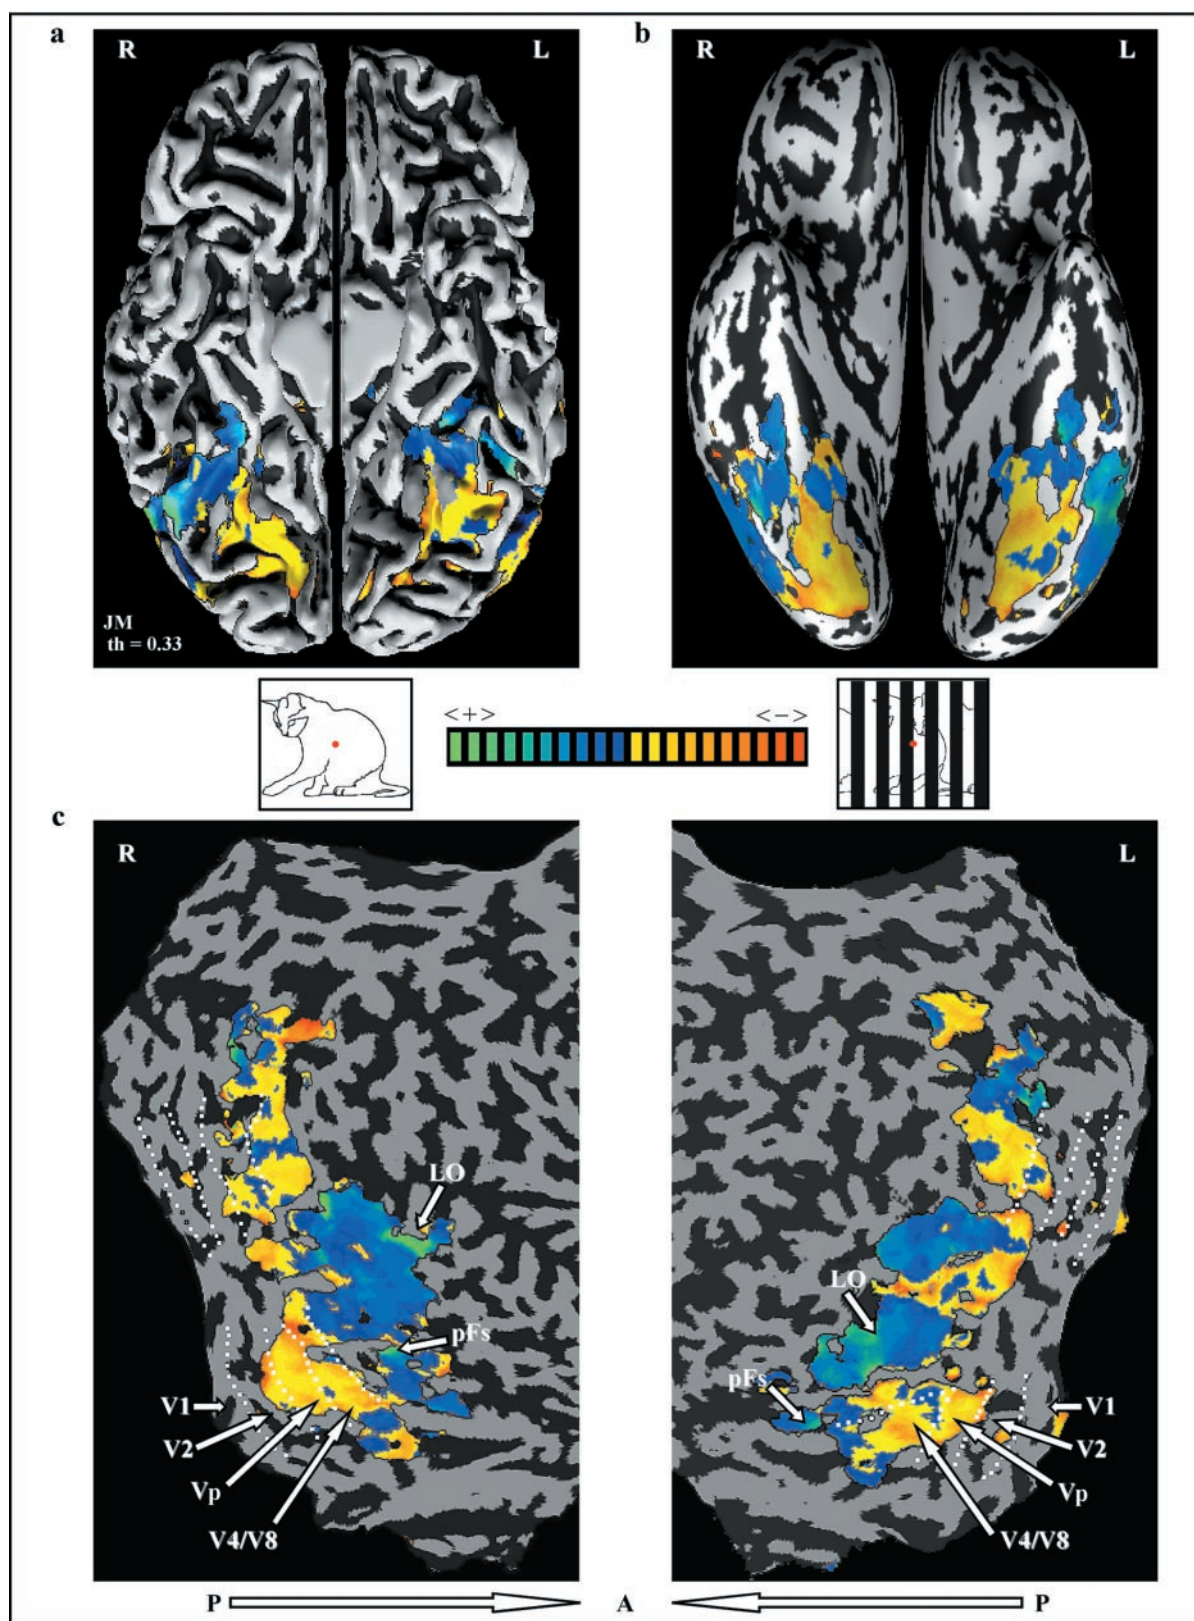 a
R
L
b
R
L
JM
th = 0.33
<+>
<->
c
R
L
LO
LO
pFs
pFs
V1
V2
Vp
V4/V8
V1
V2
Vp
V4/V8
P
A
P